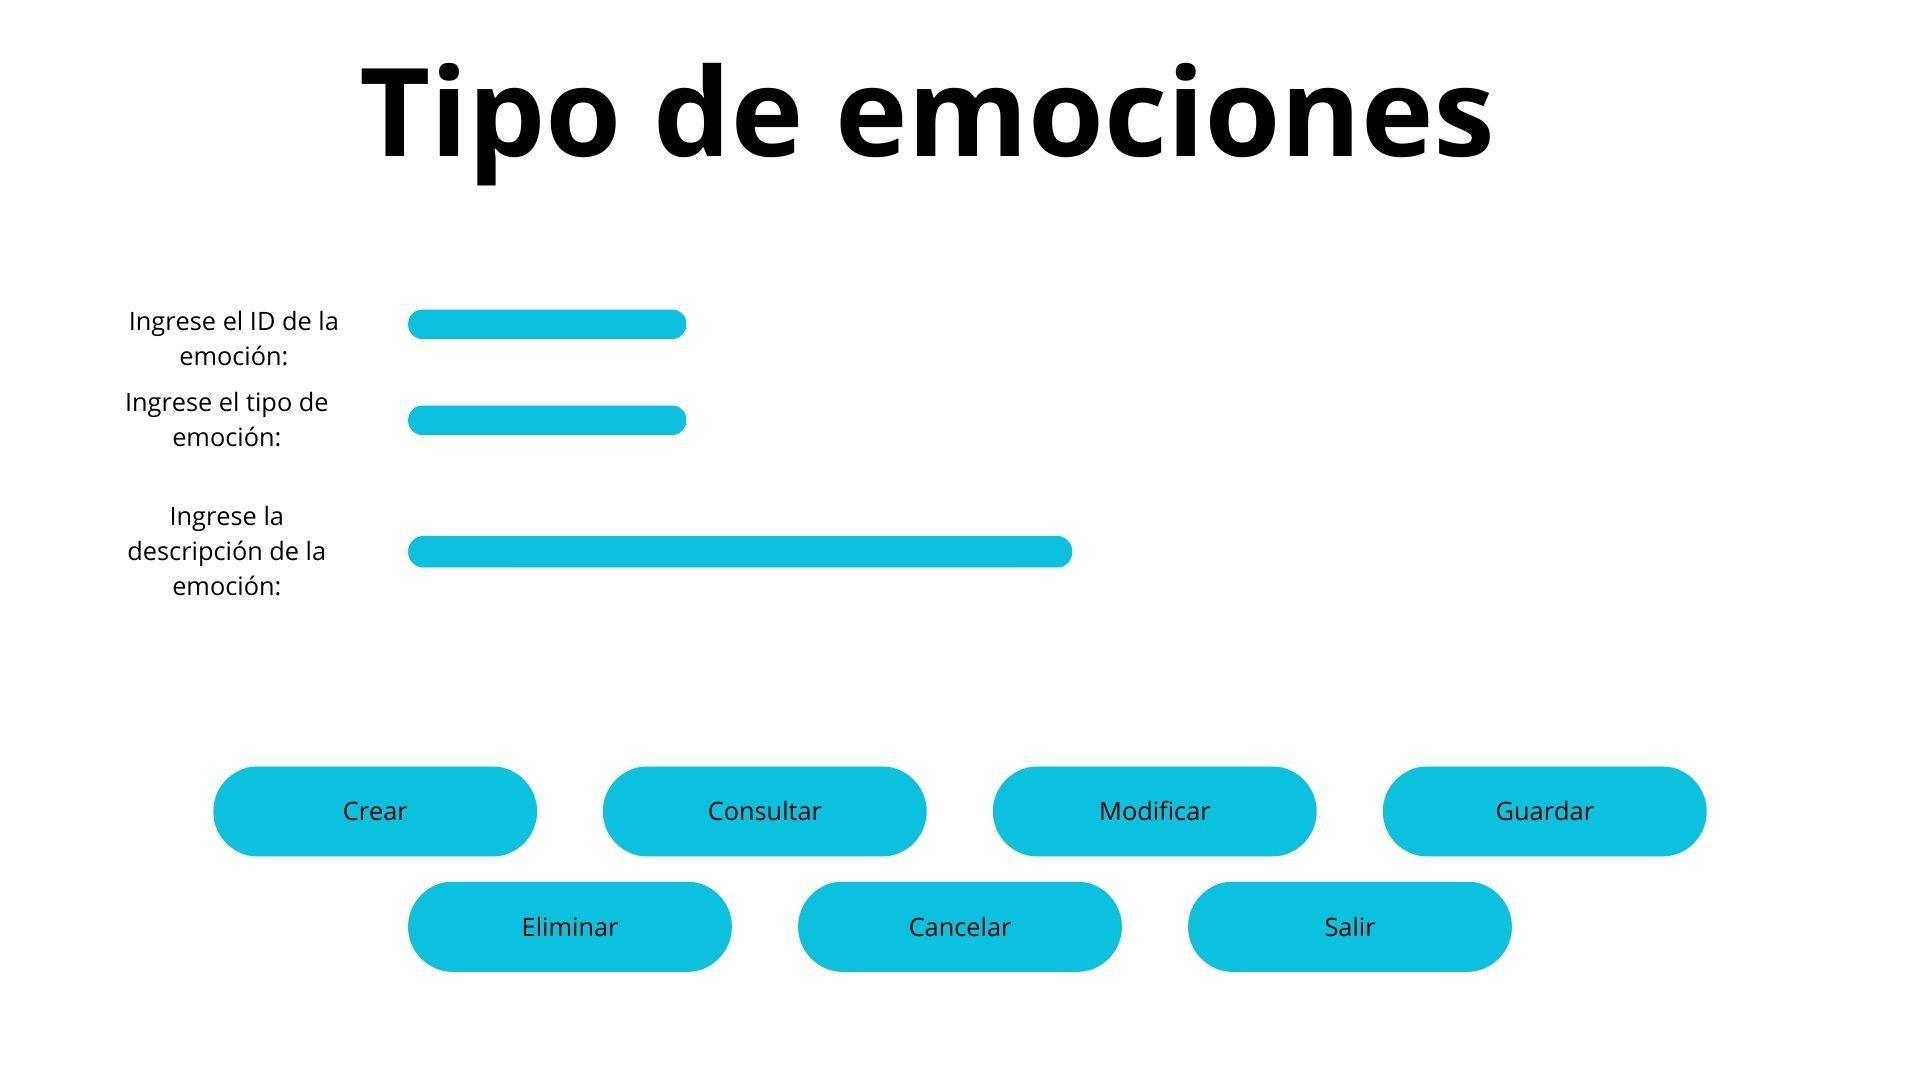 Tipo de emociones
Ingrese el ID de la
emoción:
Ingrese el tipo de
emoción:
Ingrese la
descripción de la
emoción:
Crear
Consultar
Modificar
Guardar
Eliminar
Cancelar
Salir